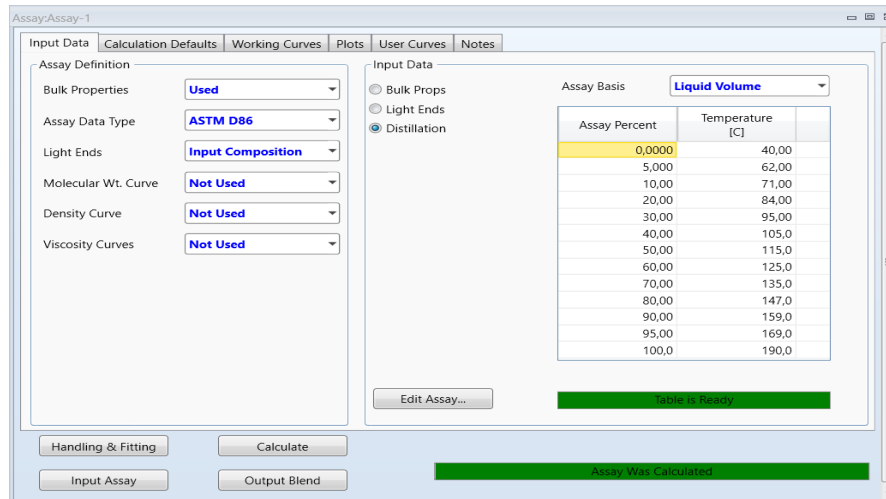 Assay:Assay-1
Input Data Calculation Defaults Working Curves Plots User Curves Notes
Assay Definition
Bulk Properties Used
Assay Data Type ASTM D86
Light Ends Input Composition
Molecular Wt. Curve Not Used
Density Curve Not Used
Viscosity Curves Not Used
Input Data
Bulk Props
Light Ends
Distillation
Assay Basis Liquid Volume
Assay Percent Temperature
[C]
0,0000 40,00
5,000 62,00
10,00 71,00
20,00 84,00
30,00 95,00
40,00 105,0
50,00 115,0
60,00 125,0
70,00 135,0
80,00 147,0
90,00 159,0
95,00 169,0
100,0 190,0
Edit Assay... Table is Ready
Handling & Fitting Calculate
Assay Was Calculated
Input Assay Output Blend